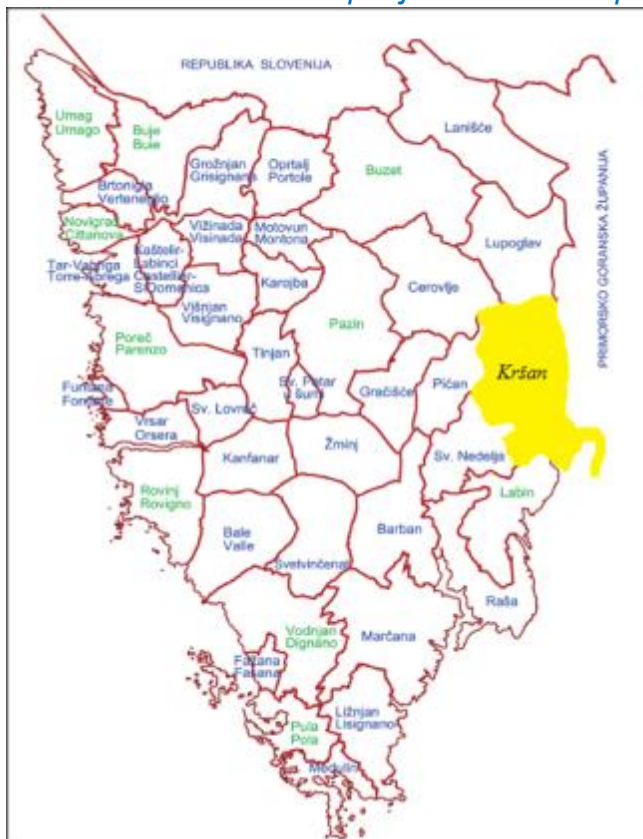 REPUBLIKA SLOVENIJA
Umag
Umago
Buje
Buie
Grožnjan
Grisignana
Oprtalj
Portole
Buzet
Lanišće
Brtonigla
Verteneglio
Novigrad
Cittanova
Vižinada
Visinada
Motovun
Montona
Lupoglav
PRIMORSKO GORANSKA ŽUPANIJA
Tar-Vabriga
Torre-Abrega
Kaštelir-
Labinci
Castellier-
S.Domenica
Karojba
Cerovlje
Višnjan
Visignano
Poreč
Parenzo
Pazin
Tinjan
Sv. Petar
u šumi
Gračišće
Pićan
Kršan
Funtana
Fontane
Vrsar
Orsera
Sv. Lovreč
Kanfanar
Žminj
Sv. Nedelja
Labin
Rovinj
Rovigno
Bale
Valle
Svetvinčenat
Barban
Raša
Vodnjan
Dignano
Marčana
Fažana
Fasana
Pula
Pola
Ližnjan
Lisignano
Medulin